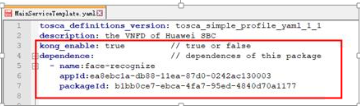 MainServiceTemplate.yaml
1 tosca_definitions_version: tosca_simple_profile_yaml_1_1
2 description: the VNFD of Huawei SBC
3 kong_enable: true // true or false
4 dependence: // dependences of this package
5 - name:face-recognize
6 appId:ea8ebc1a-db88-11ea-87d0-0242ac130003
7 packageId: b1bb0ce7-ebca-4fa7-95ed-4840d70a1177